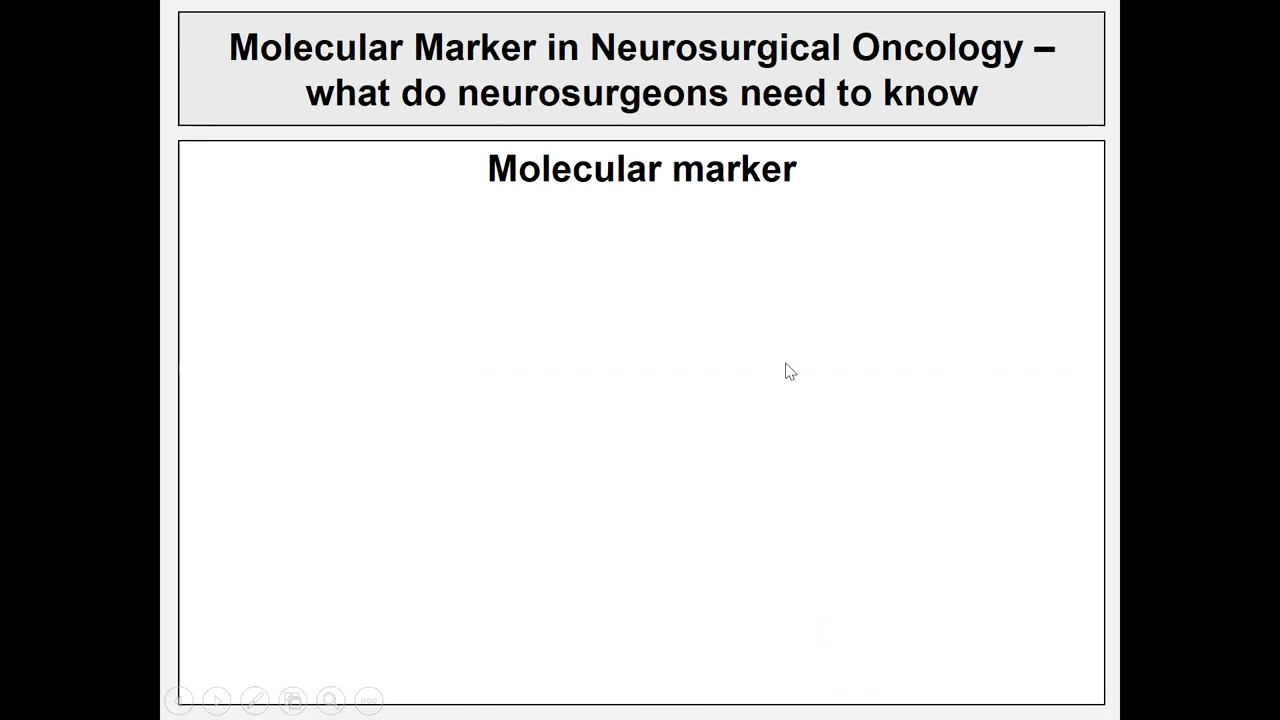 Molecular Marker in Neurosurgical Oncology –
what do neurosurgeons need to know
Molecular marker